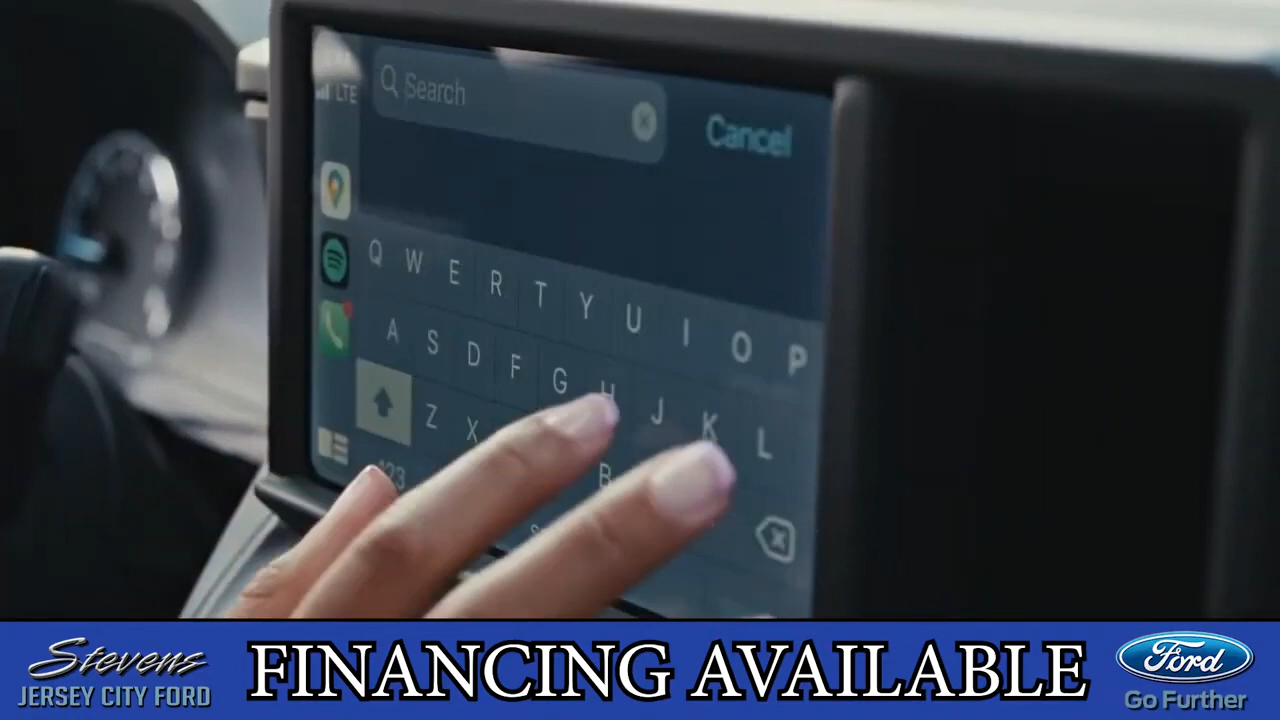 LTE
Search
Cancel
Q W E R T Y U I O P
A S D F G H J K L
Z X B
123
Stevens
JERSEY CITY FORD
FINANCING AVAILABLE
Ford
Go Further